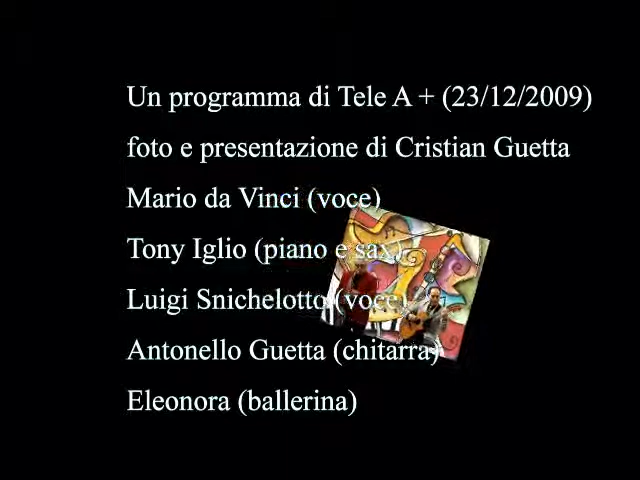 Un programma di Tele A + (23/12/2009)
foto e presentazione di Cristian Guetta
Mario da Vinci (voce)
Tony Iglio (piano e sax)
Luigi Snichelotto (voce)
Antonello Guetta (chitarra)
Eleonora (ballerina)